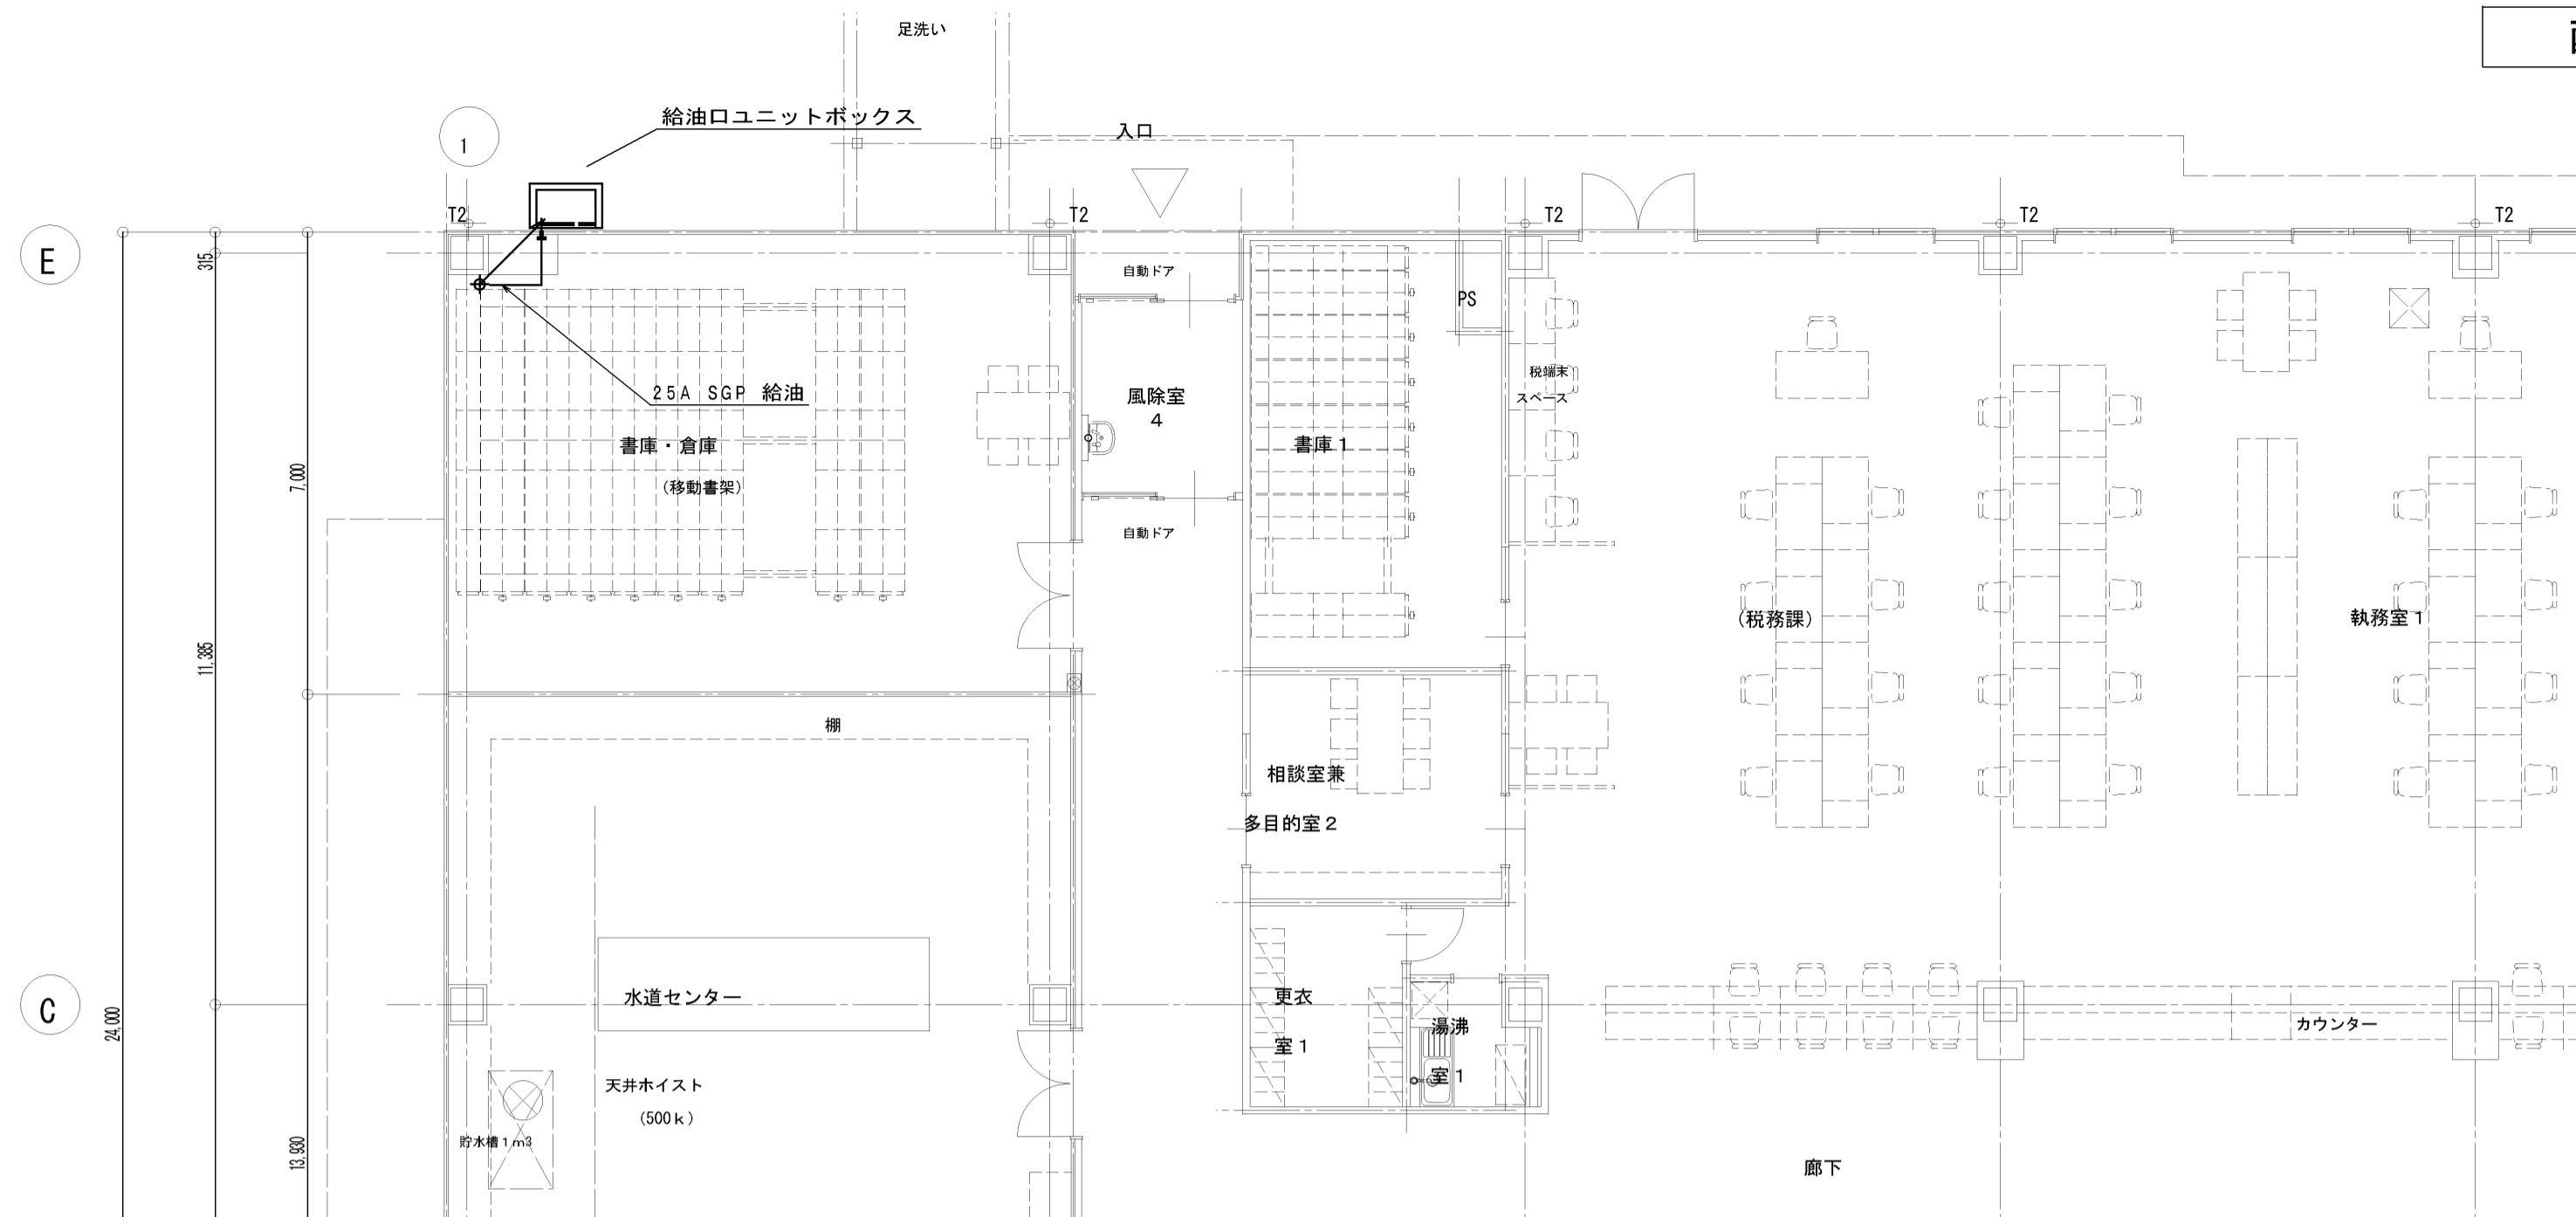 足洗い
給油口ユニットボックス
入口
1
T2
T2
T2
T2
T2
E
315
自動ドア
PS
税端末
スペース
25A SGP 給油
風除室
4
書庫・倉庫
(移動書架)
書庫1
7,000
自動ドア
(税務課)
執務室1
11,385
棚
相談室兼
多目的室2
C
24,000
水道センター
更衣
室1
湯沸
室1
カウンター
天井ホイスト
(500k)
貯水槽1m3
13,930
廊下